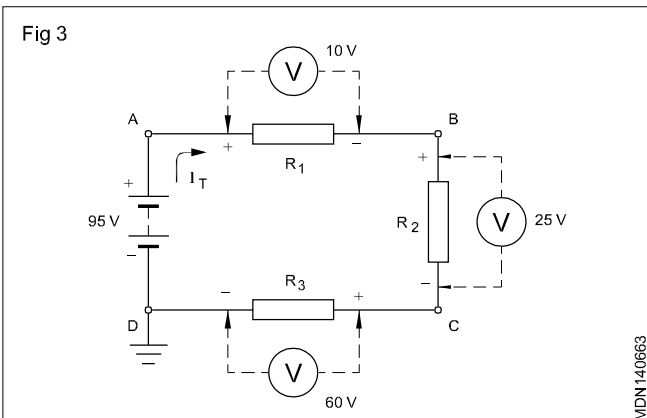 Fig 3
10 V
V
A
B
+
–
R1
IT
+
+
95 V
R2
V
25 V
–
–
R3
–
+
D
C
V
60 V
MDN140663